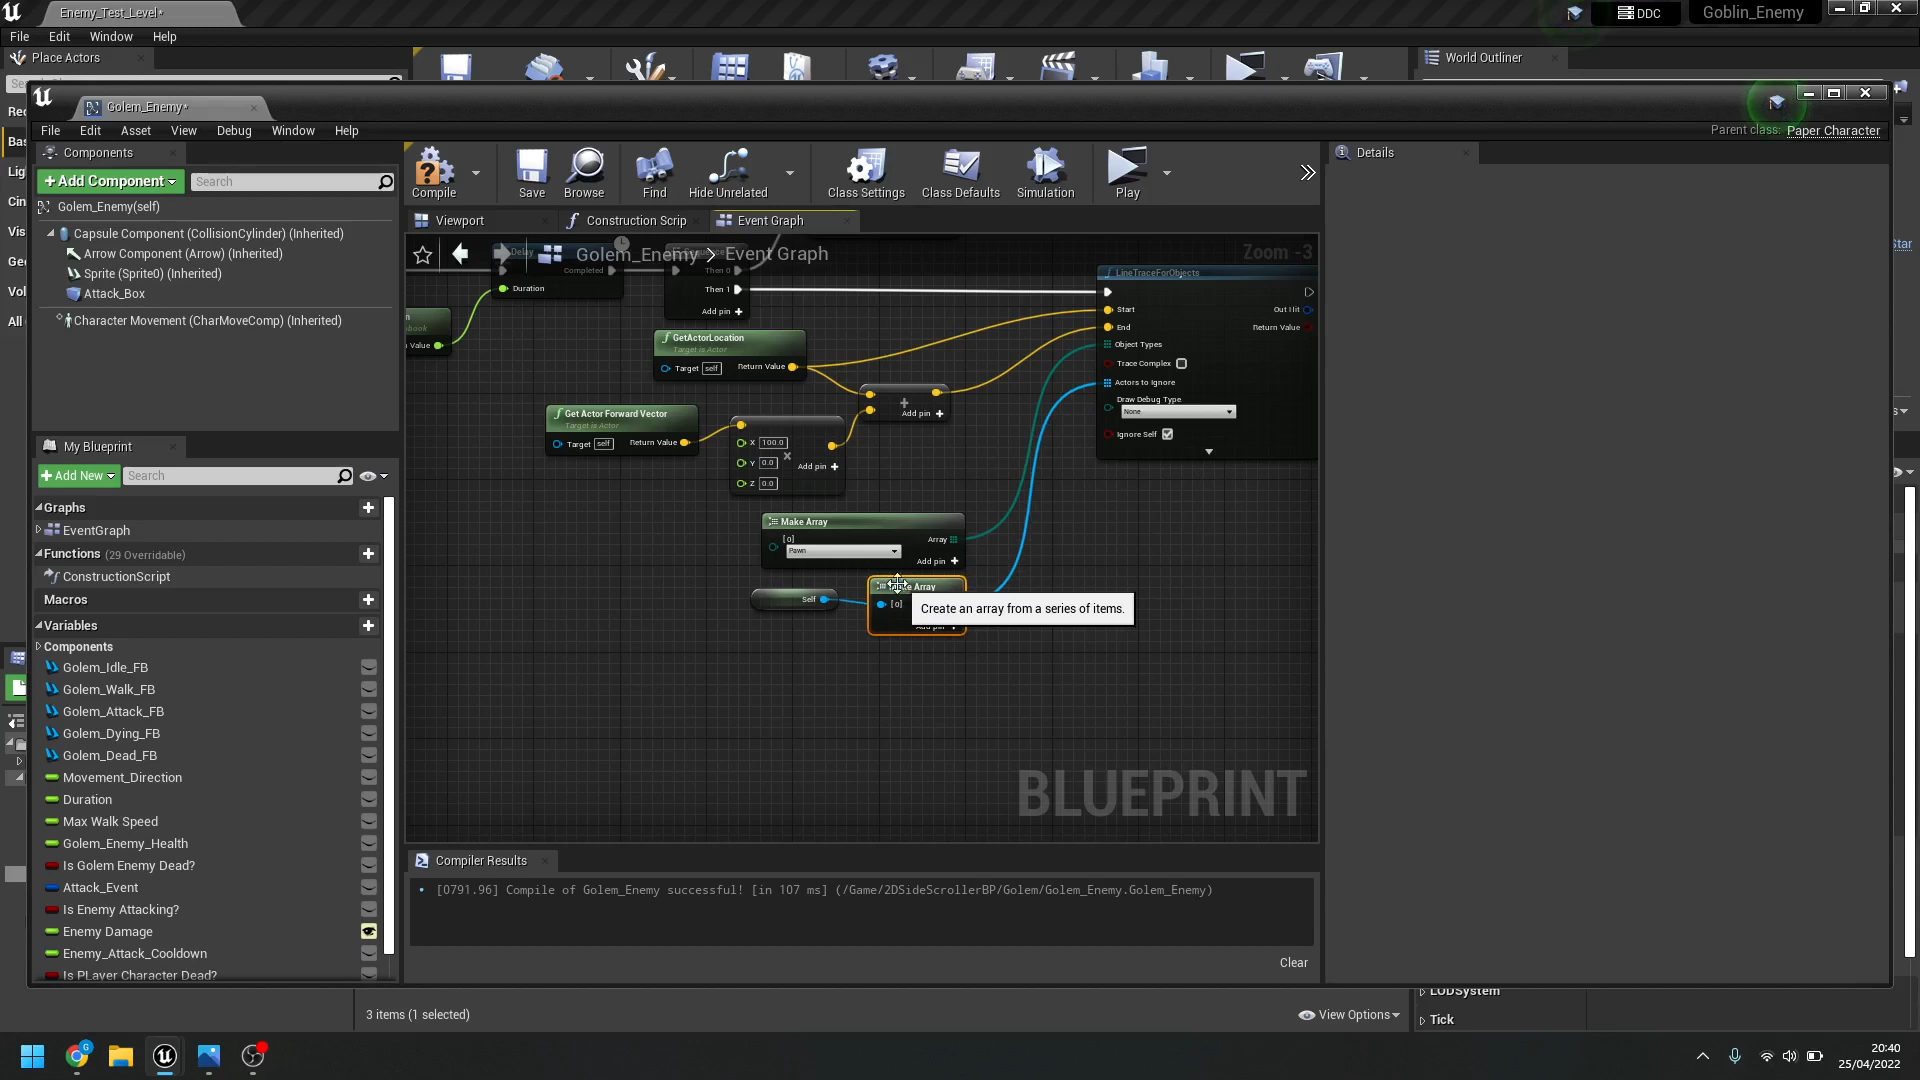 Enemy_Test_Level*
DDC
Goblin_Enemy
File Edit Window Help
Place Actors
World Outliner
Golem_Enemy*
File Edit Asset View Debug Window Help
Parent class: Paper Character
Components
+ Add Component
Search
Golem_Enemy(self)
Capsule Component (CollisionCylinder) (Inherited)
Arrow Component (Arrow) (Inherited)
Sprite (Sprite0) (Inherited)
Attack_Box
Character Movement (CharMoveComp) (Inherited)
Compile
Save
Browse
Find
Hide Unrelated
Class Settings
Class Defaults
Simulation
Play
Details
Viewport
Construction Scrip
Event Graph
Golem_Enemy > Event Graph
Zoom -3
Delay
Completed
Duration
Then 0
Then 1
Add pin +
Value
GetActorLocation
Target is Actor
Target self
Return Value
Get Actor Forward Vector
Target is Actor
Target self
Return Value
X 100.0
Y 0.0
Z 0.0
Add pin +
+
Add pin +
LineTraceForObjects
Start
End
Object Types
Trace Complex
Actors to Ignore
Draw Debug Type
None
Ignore Self
Out Hit
Return Value
Make Array
[0]
Pawn
Array
Add pin +
Self
Array
[0]
Create an array from a series of items.
BLUEPRINT
My Blueprint
+ Add New
Search
Graphs
EventGraph
Functions (29 Overridable)
ConstructionScript
Macros
Variables
Components
Golem_Idle_FB
Golem_Walk_FB
Golem_Attack_FB
Golem_Dying_FB
Golem_Dead_FB
Movement_Direction
Duration
Max Walk Speed
Golem_Enemy_Health
Is Golem Enemy Dead?
Attack_Event
Is Enemy Attacking?
Enemy Damage
Enemy_Attack_Cooldown
Is PLayer Character Dead?
Compiler Results
[0791.96] Compile of Golem_Enemy successful! [in 107 ms] (/Game/2DSideScrollerBP/Golem/Golem_Enemy.Golem_Enemy)
Clear
3 items (1 selected)
View Options
LODSystem
Tick
20:40
25/04/2022